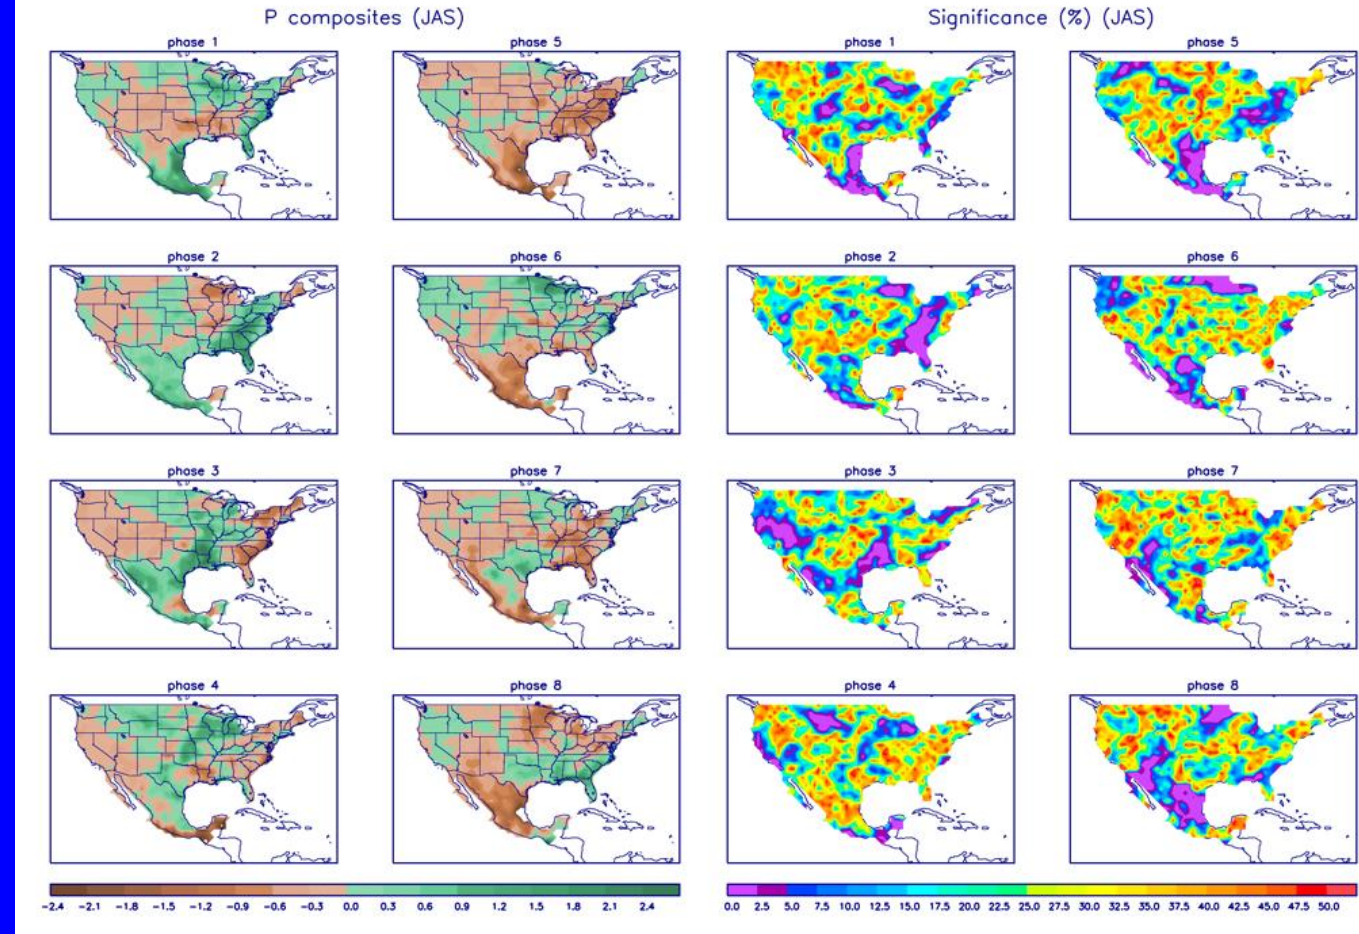 P composites (JAS) Significance (%) (JAS)
phase 1 phase 5 phase 1 phase 5
phase 2 phase 6 phase 2 phase 6
phase 3 phase 7 phase 3 phase 7
phase 4 phase 8 phase 4 phase 8
-2.4 -2.1 -1.8 -1.5 -1.2 -0.9 -0.6 -0.3 0.0 0.3 0.6 0.9 1.2 1.5 1.8 2.1 2.4 0.0 2.5 5.0 7.5 10.0 12.5 15.0 17.5 20.0 22.5 25.0 27.5 30.0 32.5 35.0 37.5 40.0 42.5 45.0 47.5 50.0